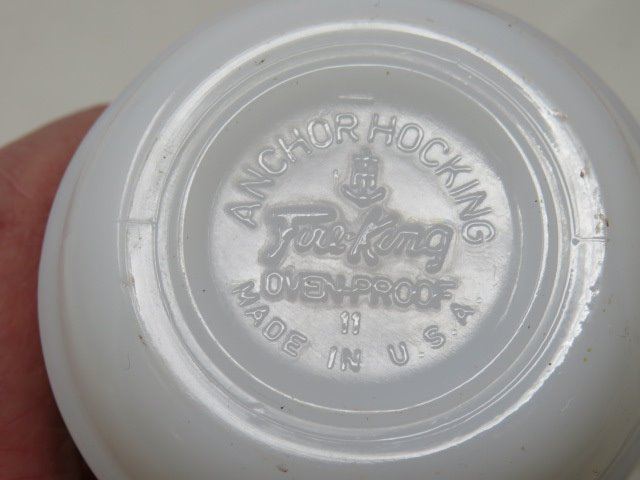 ANCHOR HOCKING
Fire-King
OVEN-PROOF
11
MADE IN U.S.A.